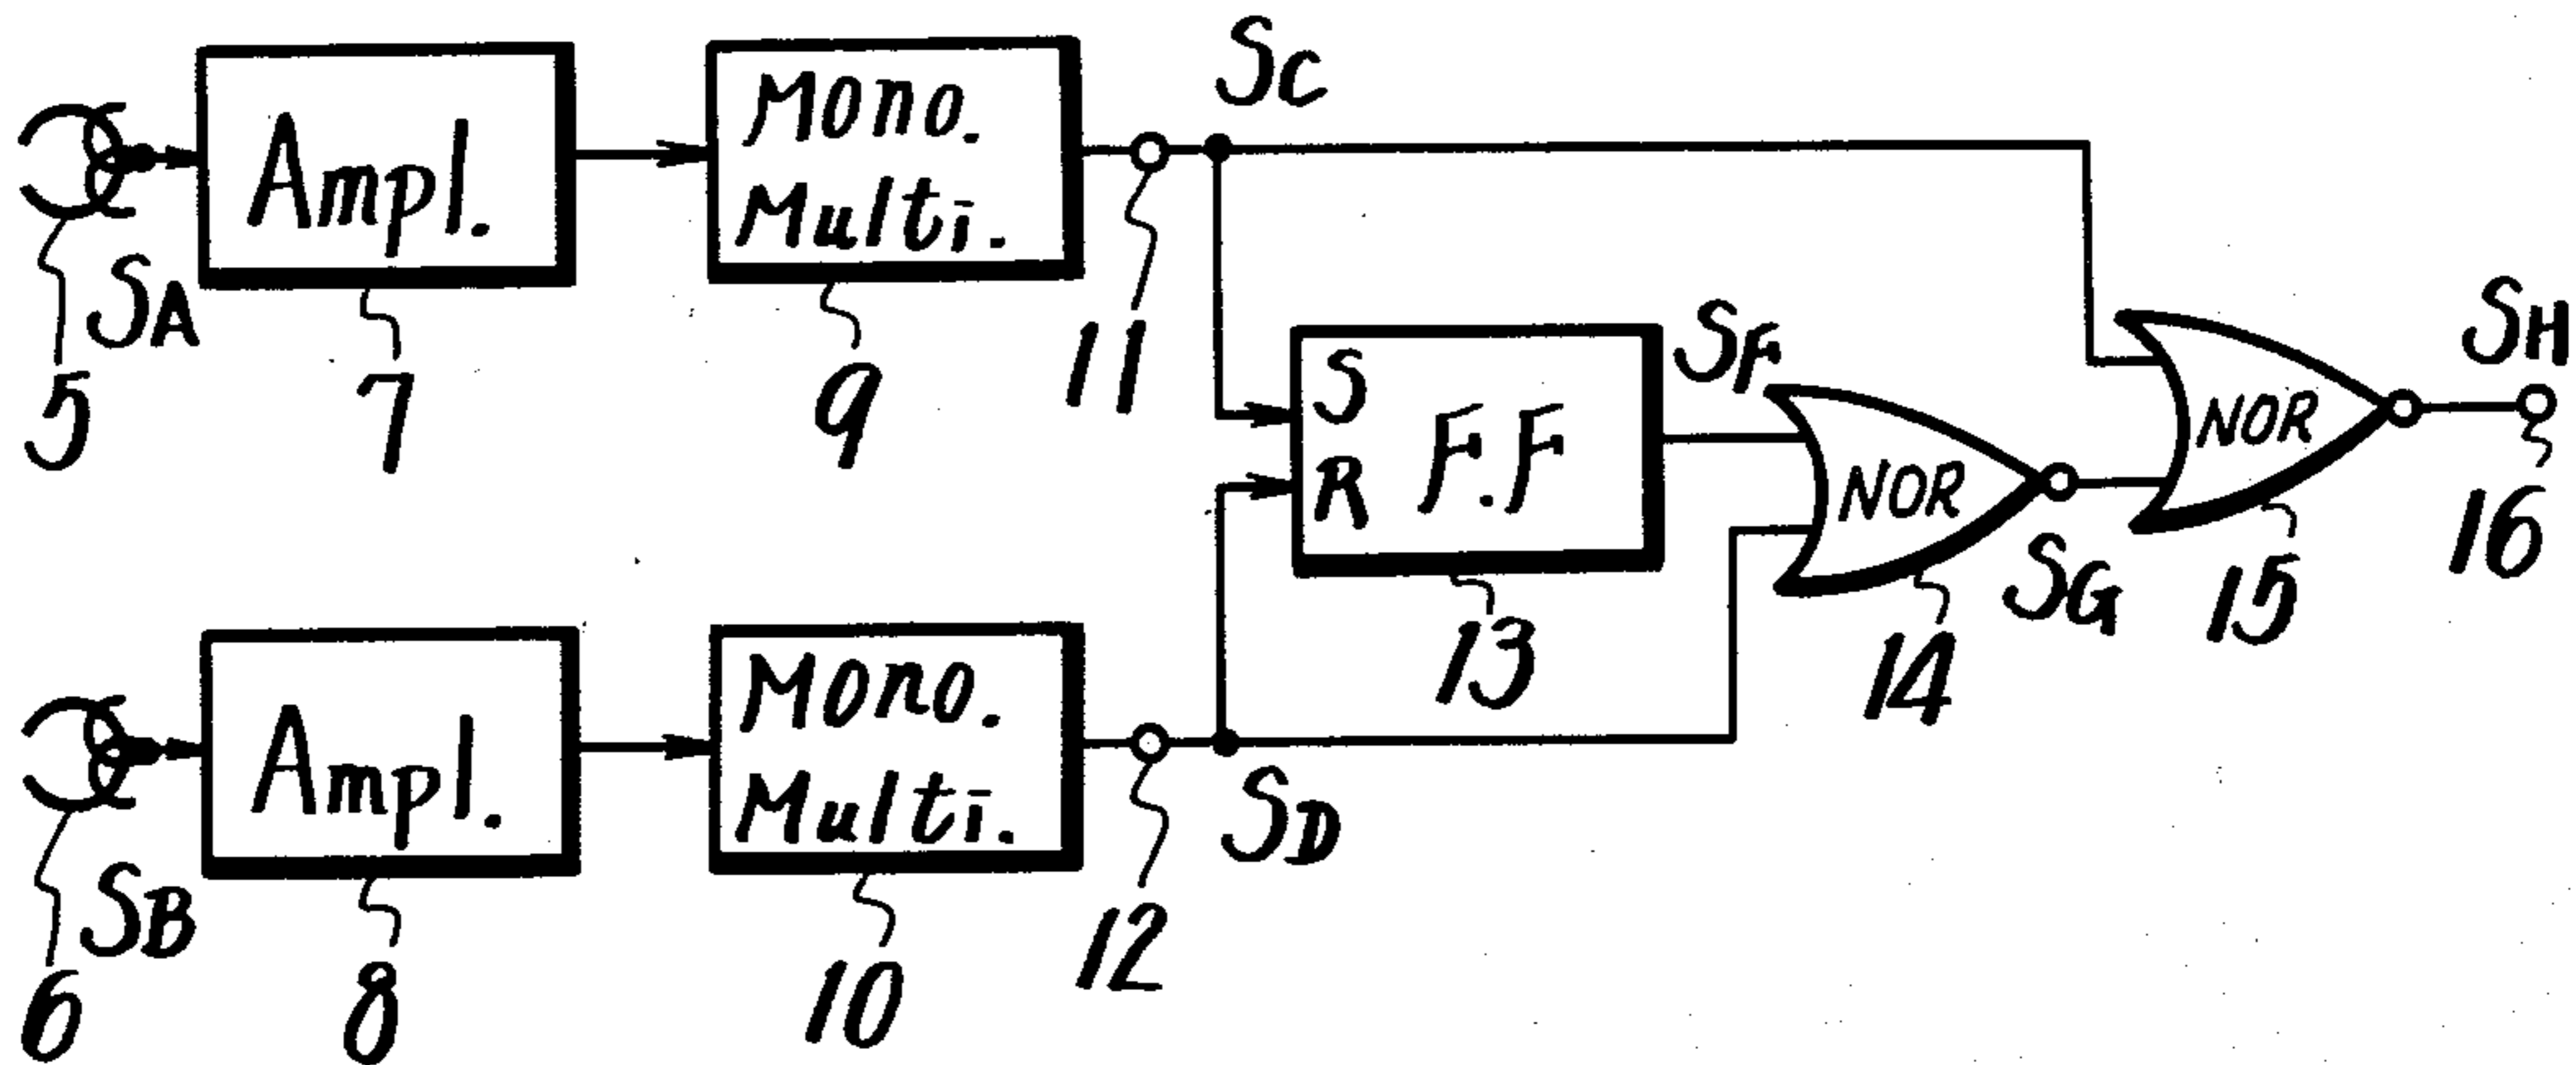 SC
Ampl.
Mono.
Multi.
SA
5
7
9
11
S
R
F.F
SF
NOR
NOR
SH
SG
13
14
15
16
Ampl.
Mono.
Multi.
SD
SB
6
8
10
12